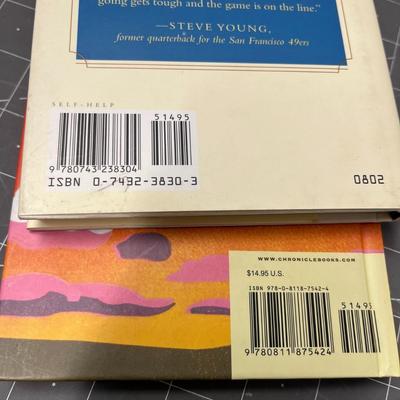 going gets tough and the game is on the line."
—STEVE YOUNG,
former quarterback for the San Francisco 49ers
SELF-HELP
51495
9 780743 238304
ISBN 0-7432-3830-3
0802
WWW.CHRONICLEBOOKS.COM
$14.95 U.S.
ISBN 978-0-8118-7542-4
51495
9 780811 875424